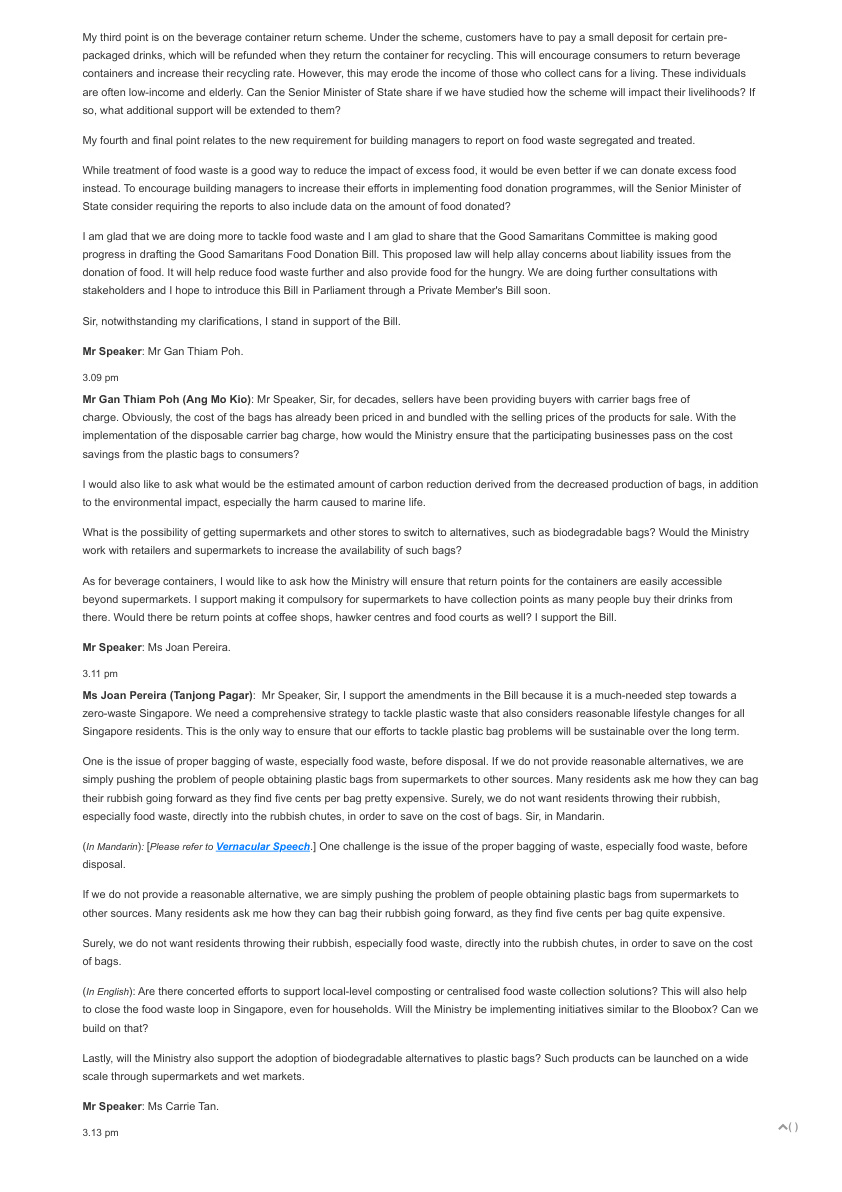 My third point is on the beverage container return scheme. Under the scheme, customers have to pay a small deposit for certain pre-
packaged drinks, which will be refunded when they return the container for recycling. This will encourage consumers to return beverage
containers and increase their recycling rate. However, this may erode the income of those who collect cans for a living. These individuals
are often low-income and elderly. Can the Senior Minister of State share if we have studied how the scheme will impact their livelihoods? If
so, what additional support will be extended to them?
My fourth and final point relates to the new requirement for building managers to report on food waste segregated and treated.
While treatment of food waste is a good way to reduce the impact of excess food, it would be even better if we can donate excess food
instead. To encourage building managers to increase their efforts in implementing food donation programmes, will the Senior Minister of
State consider requiring the reports to also include data on the amount of food donated?
I am glad that we are doing more to tackle food waste and I am glad to share that the Good Samaritans Committee is making good
progress in drafting the Good Samaritans Food Donation Bill. This proposed law will help allay concerns about liability issues from the
donation of food. It will help reduce food waste further and also provide food for the hungry. We are doing further consultations with
stakeholders and I hope to introduce this Bill in Parliament through a Private Member's Bill soon.
Sir, notwithstanding my clarifications, I stand in support of the Bill.
Mr Speaker: Mr Gan Thiam Poh.
3.09 pm
Mr Gan Thiam Poh (Ang Mo Kio): Mr Speaker, Sir, for decades, sellers have been providing buyers with carrier bags free of
charge. Obviously, the cost of the bags has already been priced in and bundled with the selling prices of the products for sale. With the
implementation of the disposable carrier bag charge, how would the Ministry ensure that the participating businesses pass on the cost
savings from the plastic bags to consumers?
I would also like to ask what would be the estimated amount of carbon reduction derived from the decreased production of bags, in addition
to the environmental impact, especially the harm caused to marine life.
What is the possibility of getting supermarkets and other stores to switch to alternatives, such as biodegradable bags? Would the Ministry
work with retailers and supermarkets to increase the availability of such bags?
As for beverage containers, I would like to ask how the Ministry will ensure that return points for the containers are easily accessible
beyond supermarkets. I support making it compulsory for supermarkets to have collection points as many people buy their drinks from
there. Would there be return points at coffee shops, hawker centres and food courts as well? I support the Bill.
Mr Speaker: Ms Joan Pereira.
3.11 pm
Ms Joan Pereira (Tanjong Pagar): Mr Speaker, Sir, I support the amendments in the Bill because it is a much-needed step towards a
zero-waste Singapore. We need a comprehensive strategy to tackle plastic waste that also considers reasonable lifestyle changes for all
Singapore residents. This is the only way to ensure that our efforts to tackle plastic bag problems will be sustainable over the long term.
One is the issue of proper bagging of waste, especially food waste, before disposal. If we do not provide reasonable alternatives, we are
simply pushing the problem of people obtaining plastic bags from supermarkets to other sources. Many residents ask me how they can bag
their rubbish going forward as they find five cents per bag pretty expensive. Surely, we do not want residents throwing their rubbish,
especially food waste, directly into the rubbish chutes, in order to save on the cost of bags. Sir, in Mandarin.
(In Mandarin): [Please refer to Vernacular Speech.] One challenge is the issue of the proper bagging of waste, especially food waste, before
disposal.
If we do not provide a reasonable alternative, we are simply pushing the problem of people obtaining plastic bags from supermarkets to
other sources. Many residents ask me how they can bag their rubbish going forward, as they find five cents per bag quite expensive.
Surely, we do not want residents throwing their rubbish, especially food waste, directly into the rubbish chutes, in order to save on the cost
of bags.
(In English): Are there concerted efforts to support local-level composting or centralised food waste collection solutions? This will also help
to close the food waste loop in Singapore, even for households. Will the Ministry be implementing initiatives similar to the Bloobox? Can we
build on that?
Lastly, will the Ministry also support the adoption of biodegradable alternatives to plastic bags? Such products can be launched on a wide
scale through supermarkets and wet markets.
Mr Speaker: Ms Carrie Tan.
3.13 pm
( )